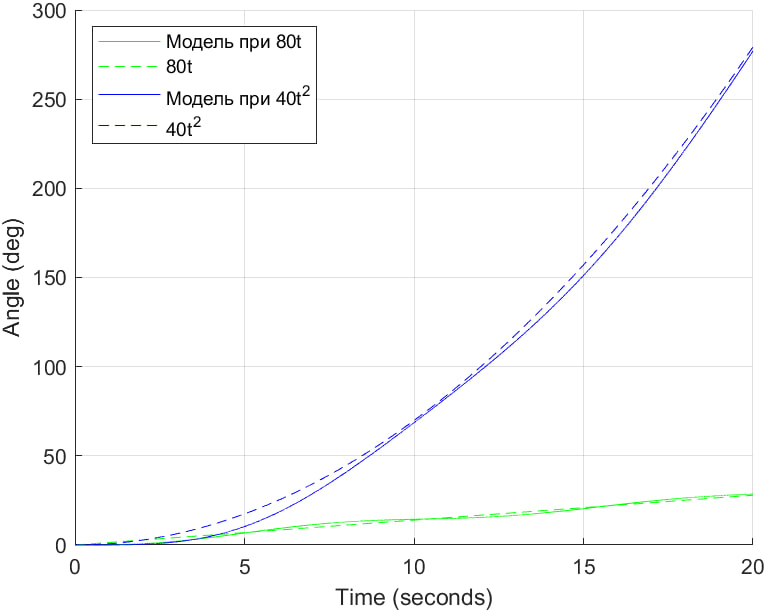 300
250
200
150
100
50
0
Angle (deg)
Модель при 80t
80t
Модель при 40t²
40t²
0 5 10 15 20
Time (seconds)